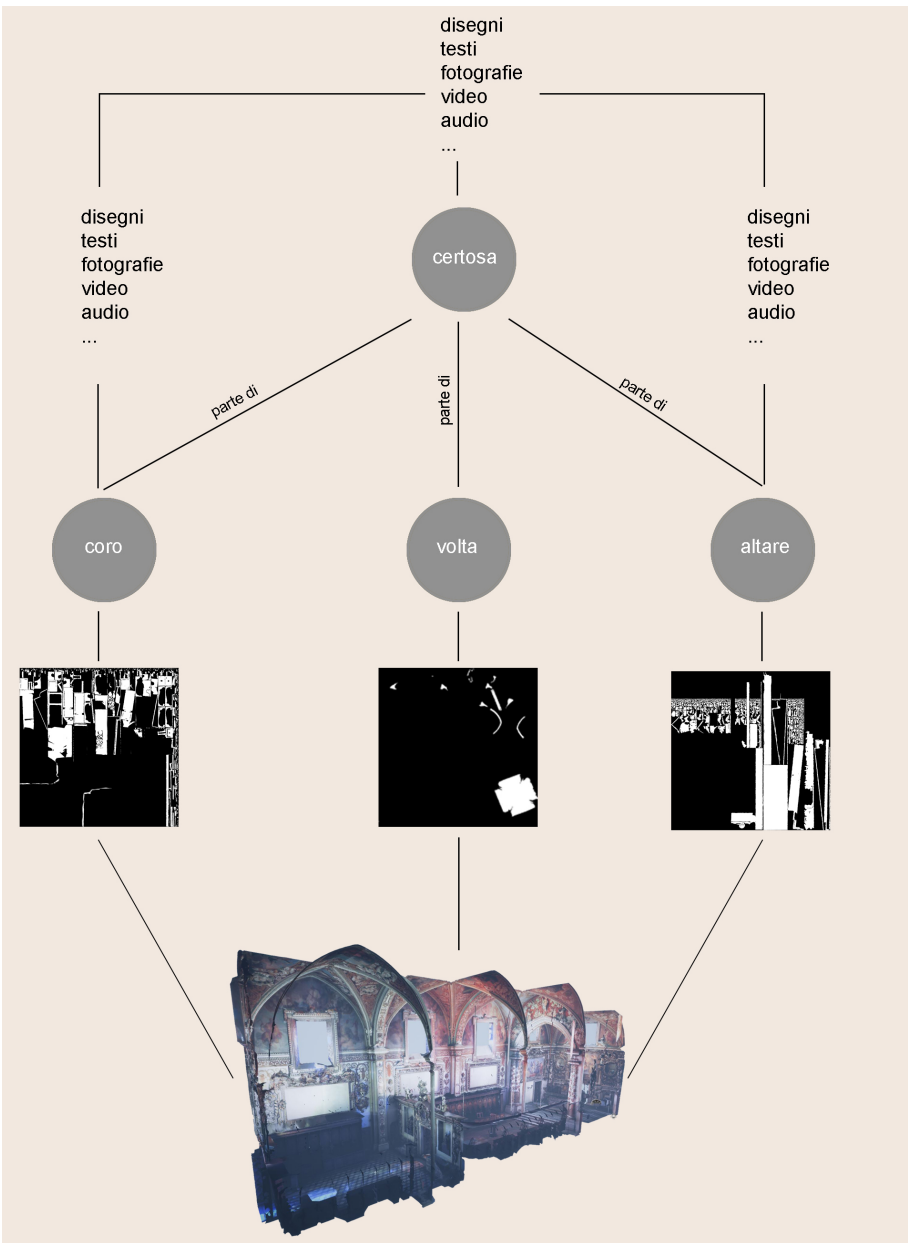 disegni
testi
fotografie
video
audio
...
disegni
testi
fotografie
video
audio
...
certosa
disegni
testi
fotografie
video
audio
...
parte di
parte di
parte di
coro
volta
altare